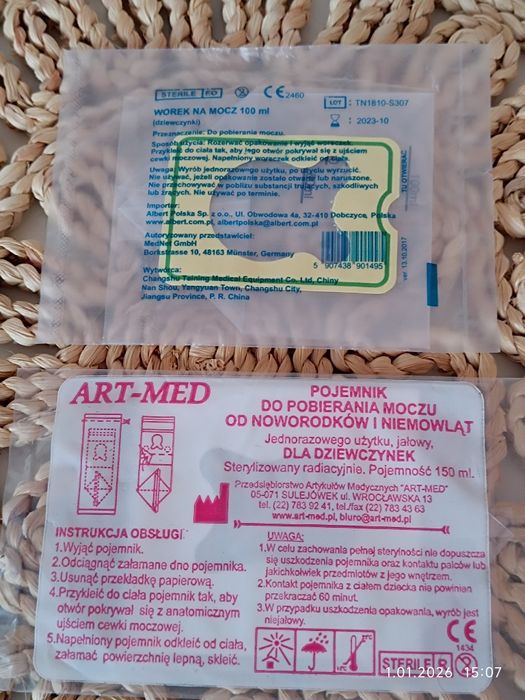 STERILE EO CE 2460
LOT TN1810-S307
WOREK NA MOCZ 100 ml
2023-10
(dziewczynki)
Przeznaczenie: Do pobierania moczu.
Sposób użycia: Rozerwać opakowanie i wyjąć woreczek.
Przykleić do ciała tak, aby jego otwór pokrywał się z ujściem
cewki moczowej. Napełniony woreczek odkleić od ciała.
Uwaga: Wyrób jednorazowego użytku, po użyciu wyrzucić.
Nie używać, jeżeli opakowanie zostało otwarte lub naruszone.
Nie przechowywać w pobliżu substancji trujących, szkodliwych
lub żrących. Nie używać po terminie.
TU OTWIERAĆ
100ml
Importer:
Albert Polska Sp. z o.o., Ul. Obwodowa 4a, 32-410 Dobczyce, Polska
www.albert.com.pl, albertpolska@albert.com.pl
Autoryzowany przedstawiciel:
MedNet GmbH
Borkstrasse 10, 48163 Münster, Germany
5 907438 901495
ver. 13.10.2017
Wytwórca:
Changshu Taining Medical Equipment Co. Ltd, Chiny
Nan Shou, Yangyuan Town, Changshu City,
Jiangsu Province, P. R. China
ART-MED
POJEMNIK
DO POBIERANIA MOCZU
OD NOWORODKÓW I NIEMOWLĄT
Jednorazowego użytku, jałowy,
DLA DZIEWCZYNEK
Sterylizowany radiacyjnie. Pojemność 150 ml.
Przedsiębiorstwo Artykułów Medycznych "ART-MED"
05-071 SULEJÓWEK ul. WROCŁAWSKA 13
tel. (22) 783 92 41, tel./fax (22) 783 43 63
www.art-med.pl, biuro@art-med.pl
INSTRUKCJA OBSŁUGI
1.Wyjąć pojemnik.
2.Odciągnąć załamane dno pojemnika.
3.Usunąć przekładkę papierową.
4.Przykleić do ciała pojemnik tak, aby
otwór pokrywał się z anatomicznym
ujściem cewki moczowej.
5.Napełniony pojemnik odkleić od ciała,
załamać powierzchnię lepną, skleić.
UWAGA:
1.W celu zachowania pełnej sterylności nie dopuszcza
się uszkodzenia pojemnika oraz kontaktu palców lub
jakichkolwiek przedmiotów z jego wnętrzem.
2.Kontakt pojemnika z ciałem dziecka nie powinien
przekraczać 60 minut.
3.W przypadku uszkodzenia opakowania, wyrób jest
niejałowy.
CE
1434
STERILE R
1.01.2026 15:07